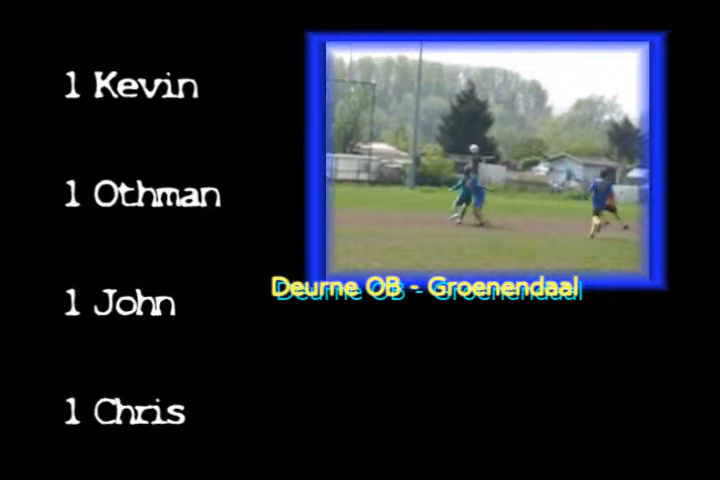 1 Kevin
1 Othman
1 John
1 Chris
Deurne OB - Groenendaal